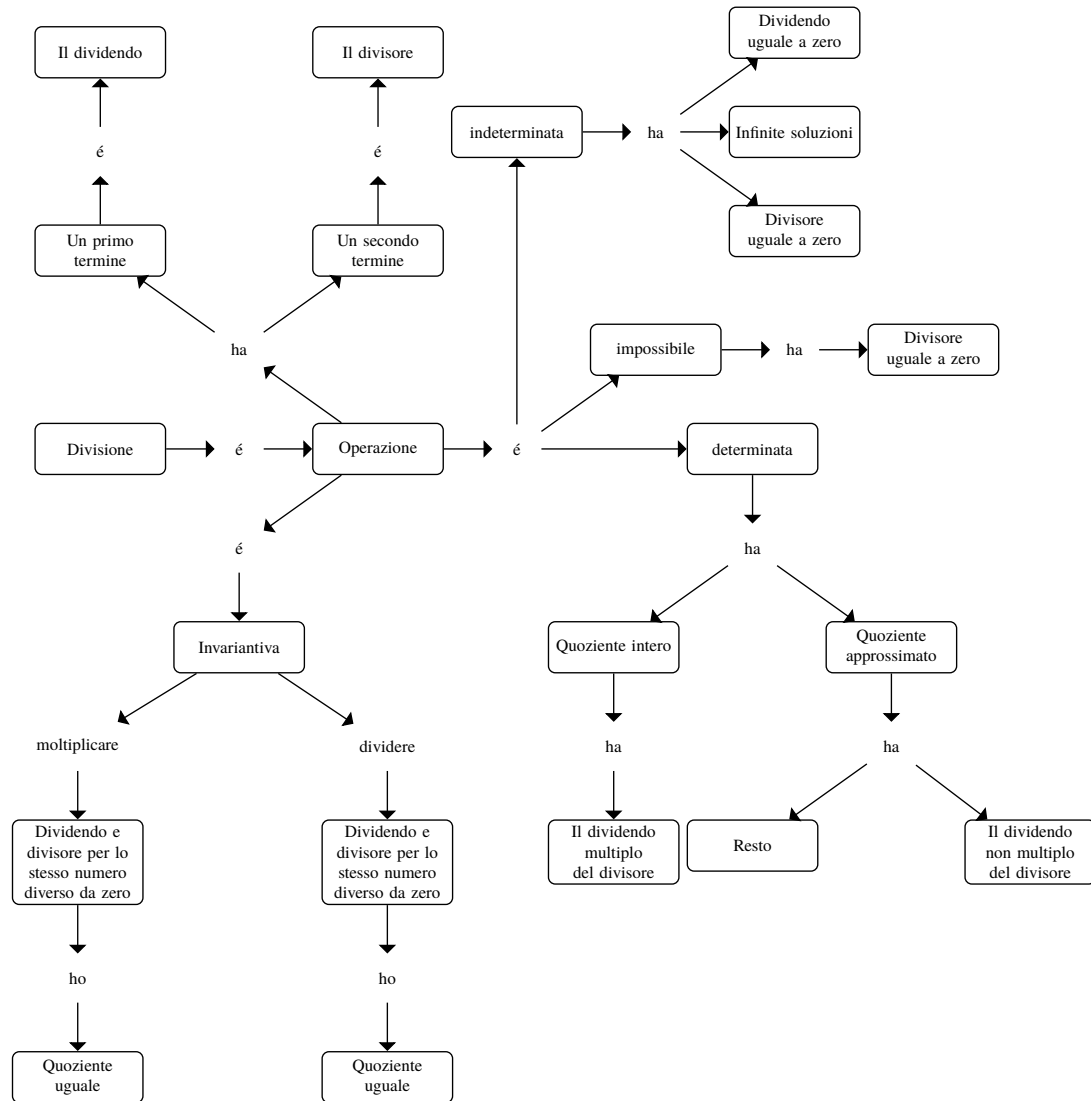 Il dividendo
Il divisore
Dividendo
uguale a zero
indeterminata
ha
Infinite soluzioni
é
é
Un primo
termine
Un secondo
termine
Divisore
uguale a zero
ha
impossibile
ha
Divisore
uguale a zero
Divisione
é
Operazione
é
determinata
é
ha
Invariantiva
Quoziente intero
Quoziente
approssimato
moltiplicare
dividere
ha
ha
Dividendo e
divisore per lo
stesso numero
diverso da zero
Dividendo e
divisore per lo
stesso numero
diverso da zero
Il dividendo
multiplo
del divisore
Resto
Il dividendo
non multiplo
del divisore
ho
ho
Quoziente
uguale
Quoziente
uguale